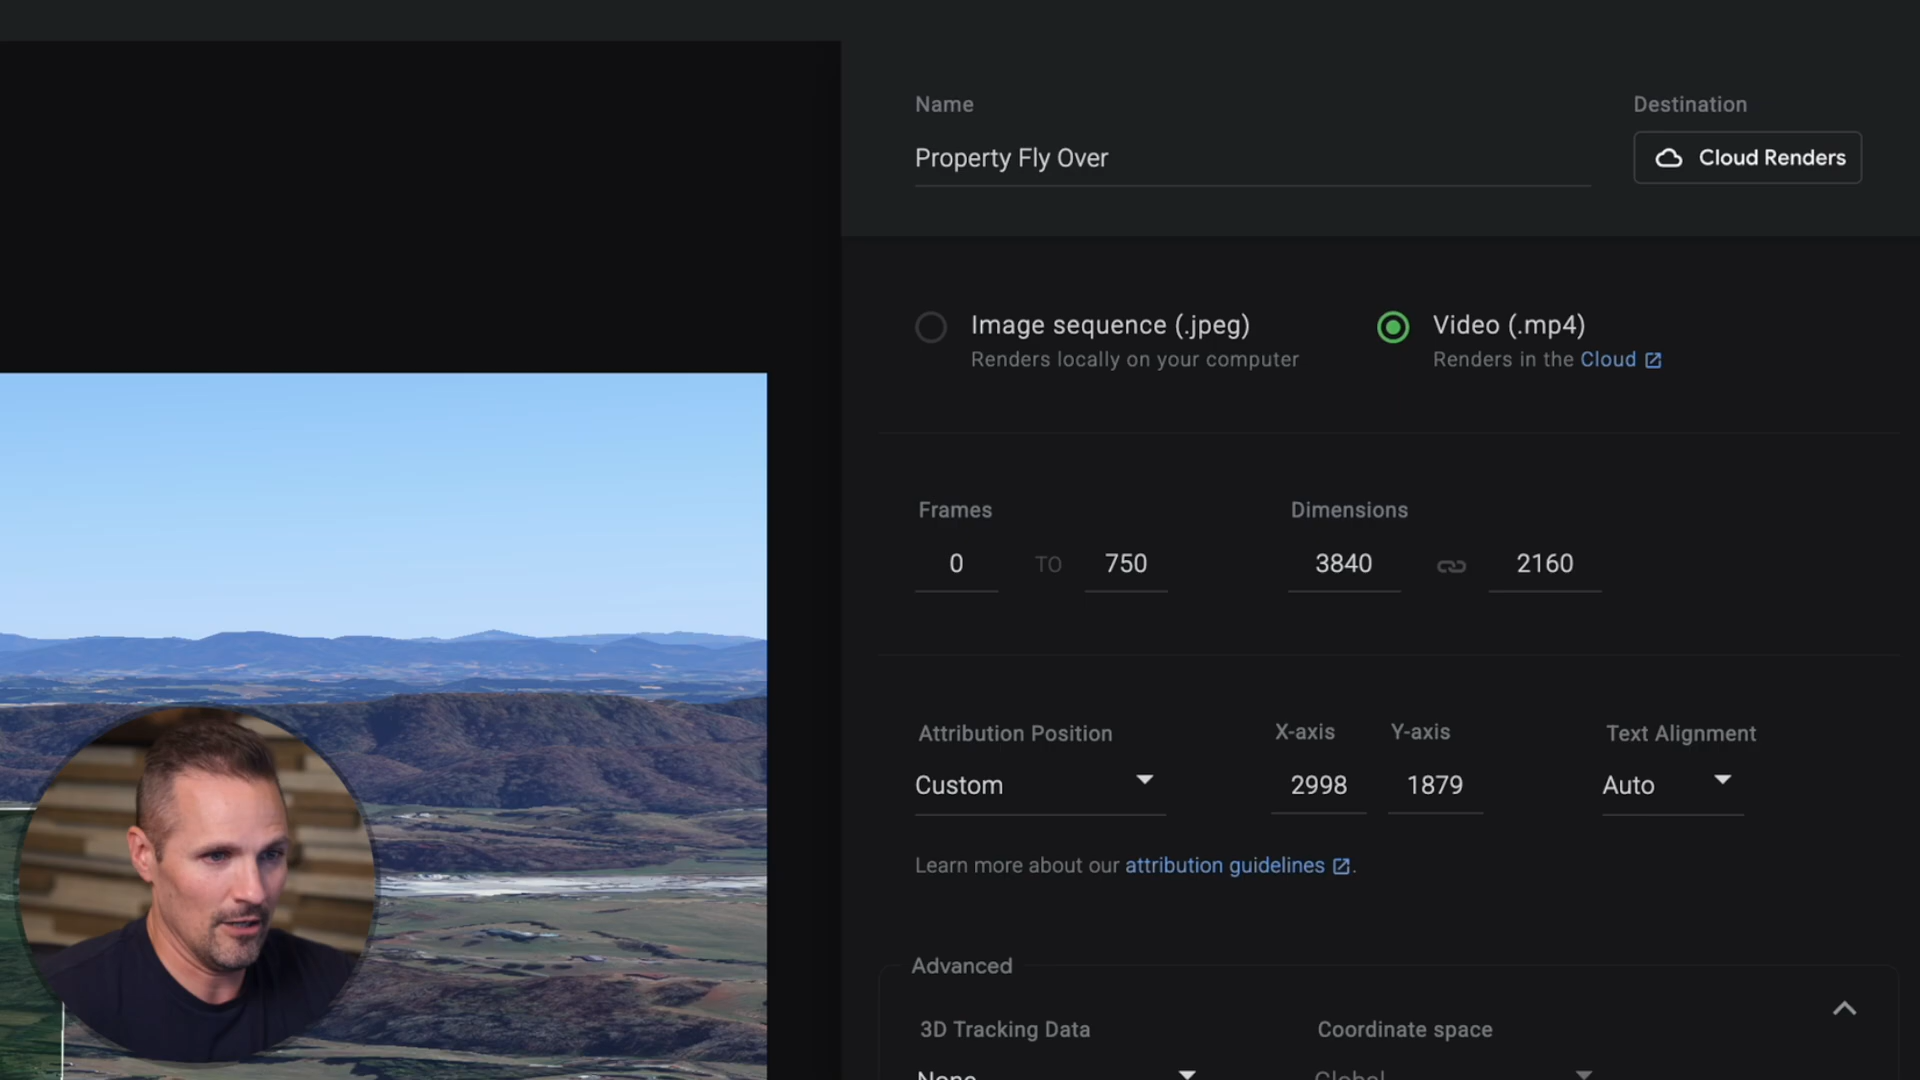 Name
Destination
Property Fly Over
Cloud Renders
Image sequence (.jpeg)
Renders locally on your computer
Video (.mp4)
Renders in the Cloud
Frames
Dimensions
0 TO 750
3840 2160
Attribution Position
X-axis
Y-axis
Text Alignment
Custom
2998
1879
Auto
Learn more about our attribution guidelines.
Advanced
3D Tracking Data
Coordinate space
None
Global